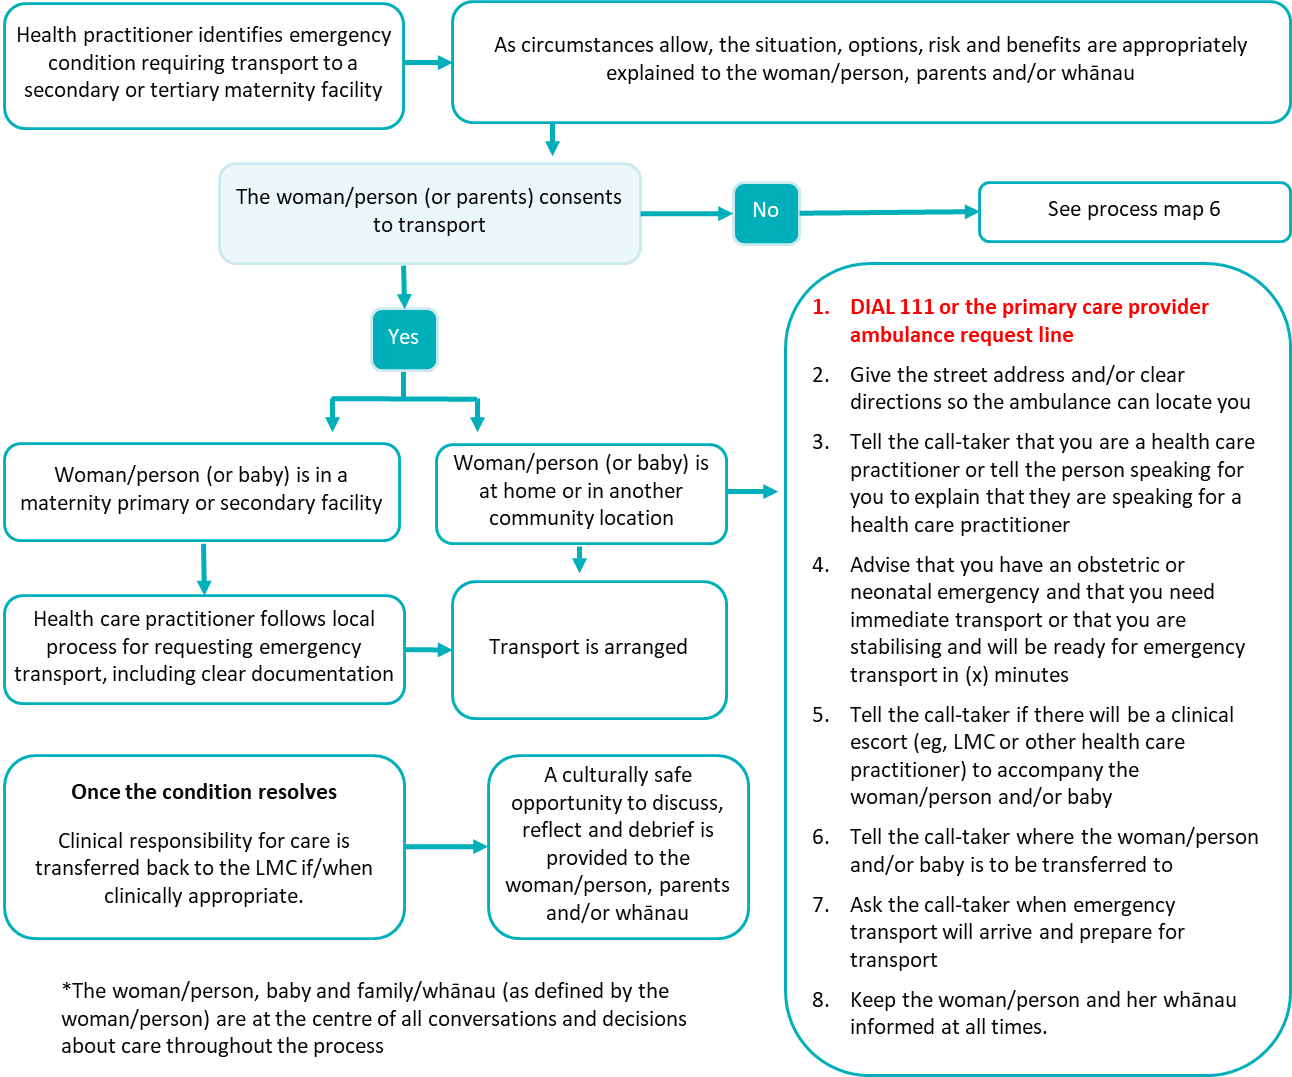 Health practitioner identifies emergency
condition requiring transport to a
secondary or tertiary maternity facility
As circumstances allow, the situation, options, risk and benefits are appropriately
explained to the woman/person, parents and/or whānau
The woman/person (or parents) consents
to transport
No
See process map 6
Yes
Woman/person (or baby) is in a
maternity primary or secondary facility
Woman/person (or baby) is
at home or in another
community location
Health care practitioner follows local
process for requesting emergency
transport, including clear documentation
Transport is arranged
1. DIAL 111 or the primary care provider
ambulance request line
2. Give the street address and/or clear
directions so the ambulance can locate you
3. Tell the call-taker that you are a health care
practitioner or tell the person speaking for
you to explain that they are speaking for a
health care practitioner
4. Advise that you have an obstetric or
neonatal emergency and that you need
immediate transport or that you are
stabilising and will be ready for emergency
transport in (x) minutes
5. Tell the call-taker if there will be a clinical
escort (eg, LMC or other health care
practitioner) to accompany the
woman/person and/or baby
6. Tell the call-taker where the woman/person
and/or baby is to be transferred to
7. Ask the call-taker when emergency
transport will arrive and prepare for
transport
8. Keep the woman/person and her whānau
informed at all times.
Once the condition resolves
Clinical responsibility for care is
transferred back to the LMC if/when
clinically appropriate.
A culturally safe
opportunity to discuss,
reflect and debrief is
provided to the
woman/person, parents
and/or whānau
*The woman/person, baby and family/whānau (as defined by the
woman/person) are at the centre of all conversations and decisions
about care throughout the process